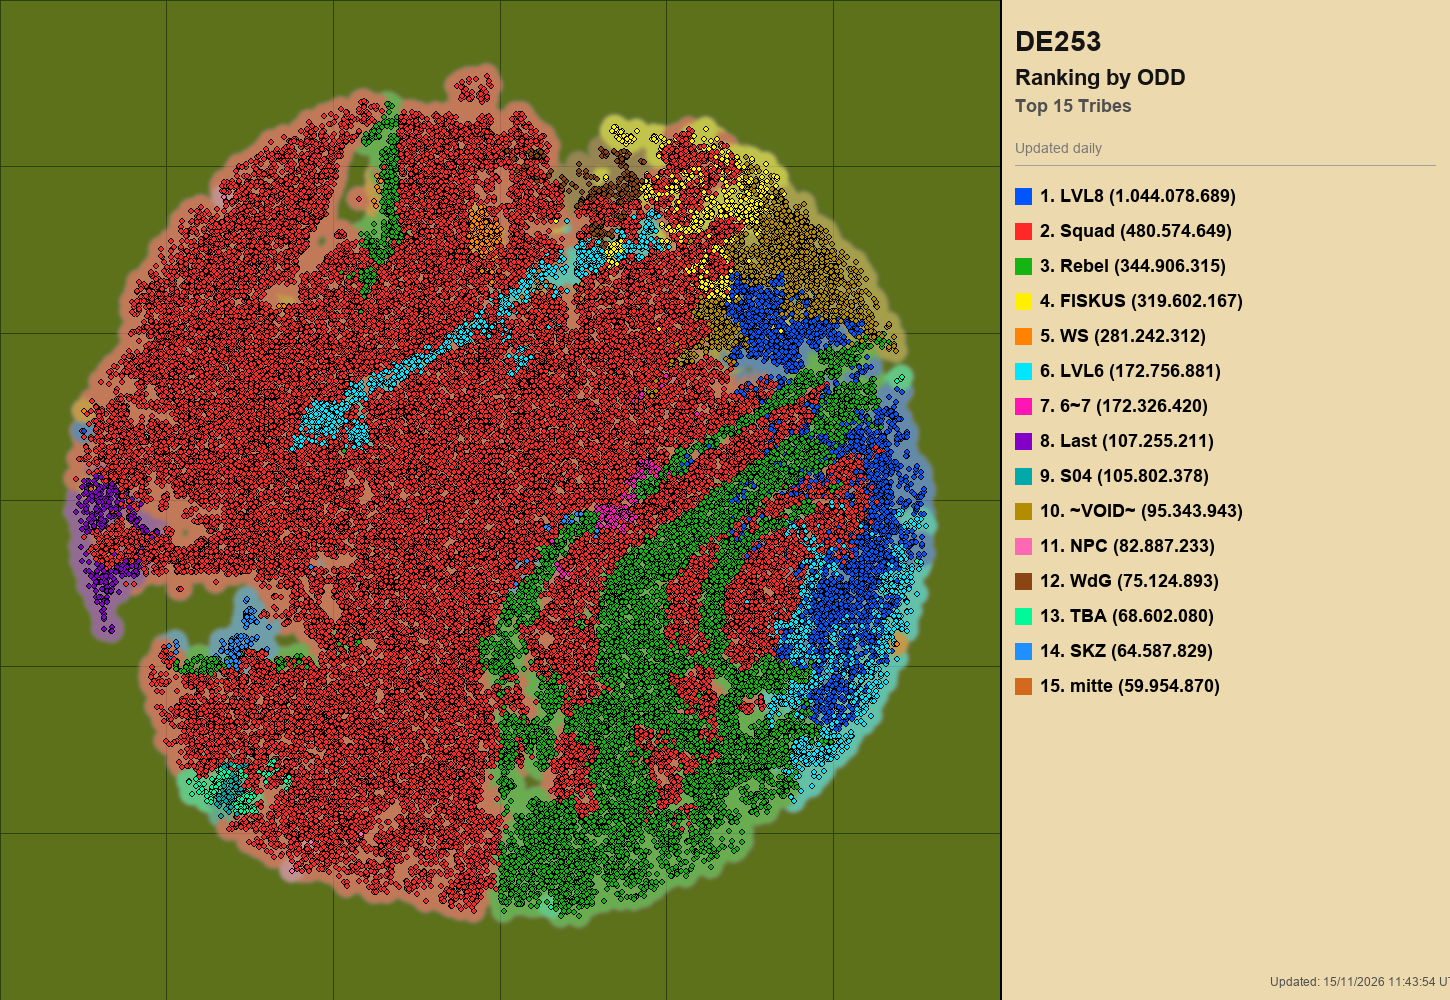 DE253
Ranking by ODD
Top 15 Tribes
Updated daily
1. LVL8 (1.044.078.689)
2. Squad (480.574.649)
3. Rebel (344.906.315)
4. FISKUS (319.602.167)
5. WS (281.242.312)
6. LVL6 (172.756.881)
7. 6~7 (172.326.420)
8. Last (107.255.211)
9. S04 (105.802.378)
10. ~VOID~ (95.343.943)
11. NPC (82.887.233)
12. WdG (75.124.893)
13. TBA (68.602.080)
14. SKZ (64.587.829)
15. mitte (59.954.870)
Updated: 15/11/2026 11:43:54 U